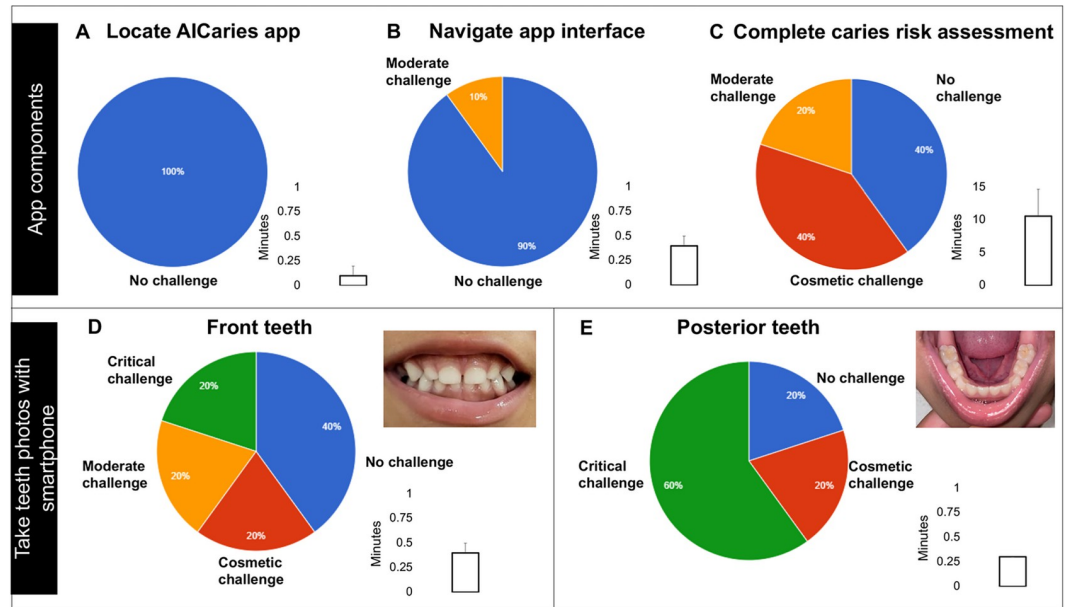 App components
A Locate AICaries app
100%
No challenge
Minutes
1
0.75
0.5
0.25
0
B Navigate app interface
Moderate
challenge
10%
90%
No challenge
Minutes
1
0.75
0.5
0.25
0
C Complete caries risk assessment
Moderate
challenge
No
challenge
20%
40%
40%
Cosmetic challenge
Minutes
15
10
5
0
Take teeth photos with
smartphone
D Front teeth
Critical
challenge
20%
40%
Moderate
challenge
20%
No challenge
20%
Cosmetic
challenge
Minutes
1
0.75
0.5
0.25
0
E Posterior teeth
No challenge
20%
Critical
challenge
60%
Cosmetic
challenge
20%
Minutes
1
0.75
0.5
0.25
0